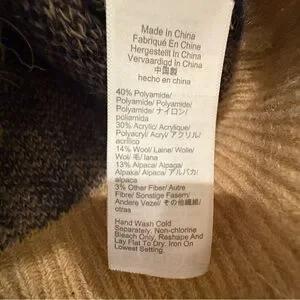 Made in China
Fabriqué En Chine
Hergestellt In China
Vervaardigd In China
中国製
hecho en china
40% Polyamide/
Polyamide/ Polyamide/
Polyamide/ ナイロン/
poliamida
30% Acrylic/ Acrylique/
Polyacryl/ Acryl/ アクリル/
acrílico
14% Wool/ Laine/ Wolle/
Wol/ 毛/ lana
13% Alpaca/ Alpaga/
Alpaka/ Alpaca/ アルパカ/
alpaca
3% Other Fiber/ Autre
Fibre/ Sonstige Fasern/
Andere Vezel/ その他繊維/
otras
Hand Wash Cold
Separately, Non-chlorine
Bleach Only, Reshape And
Lay Flat To Dry. Iron On
Lowest Setting.